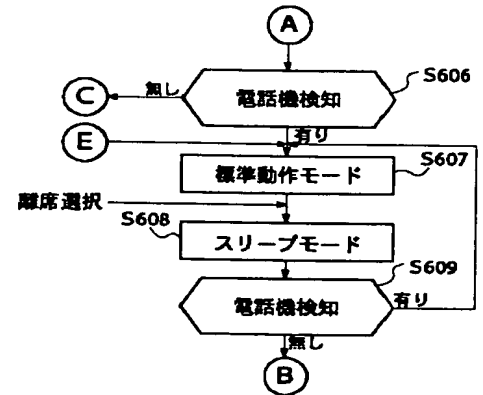 A
S606
C
無し
電話機検知
E
有り
S607
標準動作モード
離席選択
S608
スリープモード
S609
電話機検知
有り
無し
B